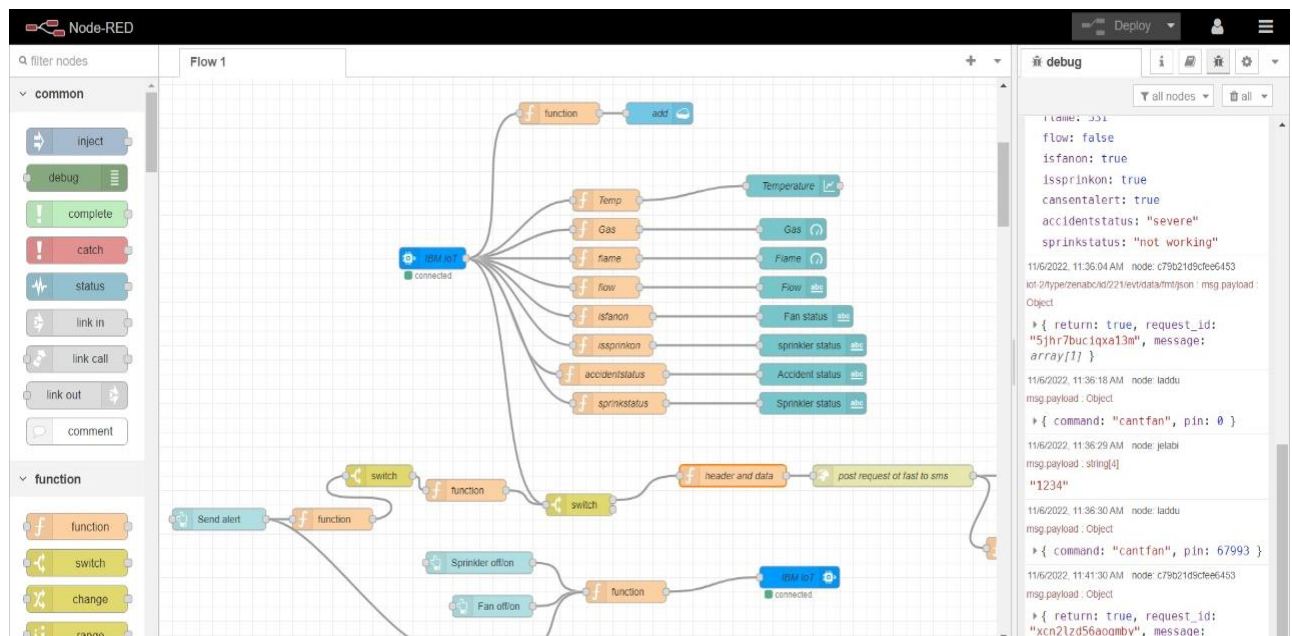 Node-RED
Deploy
filter nodes
Flow 1
debug
all nodes
all
common
inject
debug
complete
catch
status
link in
link call
link out
comment
function
function
switch
change
range
function
add
Temp
Temperature
Gas
Gas
flame
Flame
flow
Flow
isfanon
Fan status
issprinkon
sprinkler status
accidentstatus
Accident status
sprinkstatus
Sprinkler status
IBM IoT
connected
switch
function
switch
header and data
post request ot fast to sms
Send alert
function
Sprinkler off/on
Fan off/on
function
IBM IoT
connected
flame: 531
flow: false
isfanon: true
issprinkon: true
cansentalert: true
accidentstatus: "severe"
sprinkstatus: "not working"
11/6/2022, 11:36:04 AM node: c79b21d9cfee6453
iot-2/type/zenabc/id/221/evt/data/fmt/json : msg.payload :
Object
{ return: true, request_id:
"5jhr7buciqxa13m", message:
array[1] }
11/6/2022, 11:36:18 AM node: laddu
msg.payload : Object
{ command: "cantfan", pin: 0 }
11/6/2022, 11:36:29 AM node: jelabi
msg.payload : string[4]
"1234"
11/6/2022, 11:36:30 AM node: laddu
msg.payload : Object
{ command: "cantfan", pin: 67993 }
11/6/2022, 11:41:30 AM node: c79b21d9cfee6453
msg.payload : Object
{ return: true, request_id:
"xcn2lzd56aoqmbv", message: